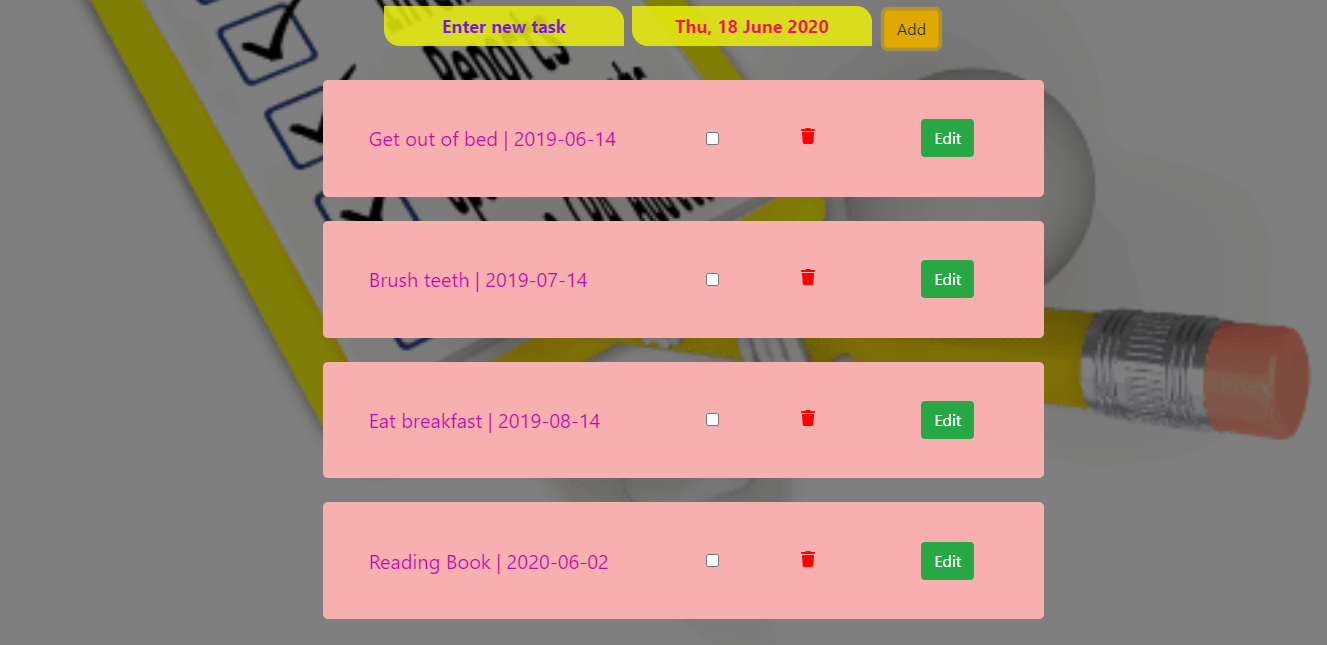 Enter new task
Thu, 18 June 2020
Add
Reports
Get out of bed | 2019-06-14
Edit
Brush teeth | 2019-07-14
Edit
Eat breakfast | 2019-08-14
Edit
Reading Book | 2020-06-02
Edit